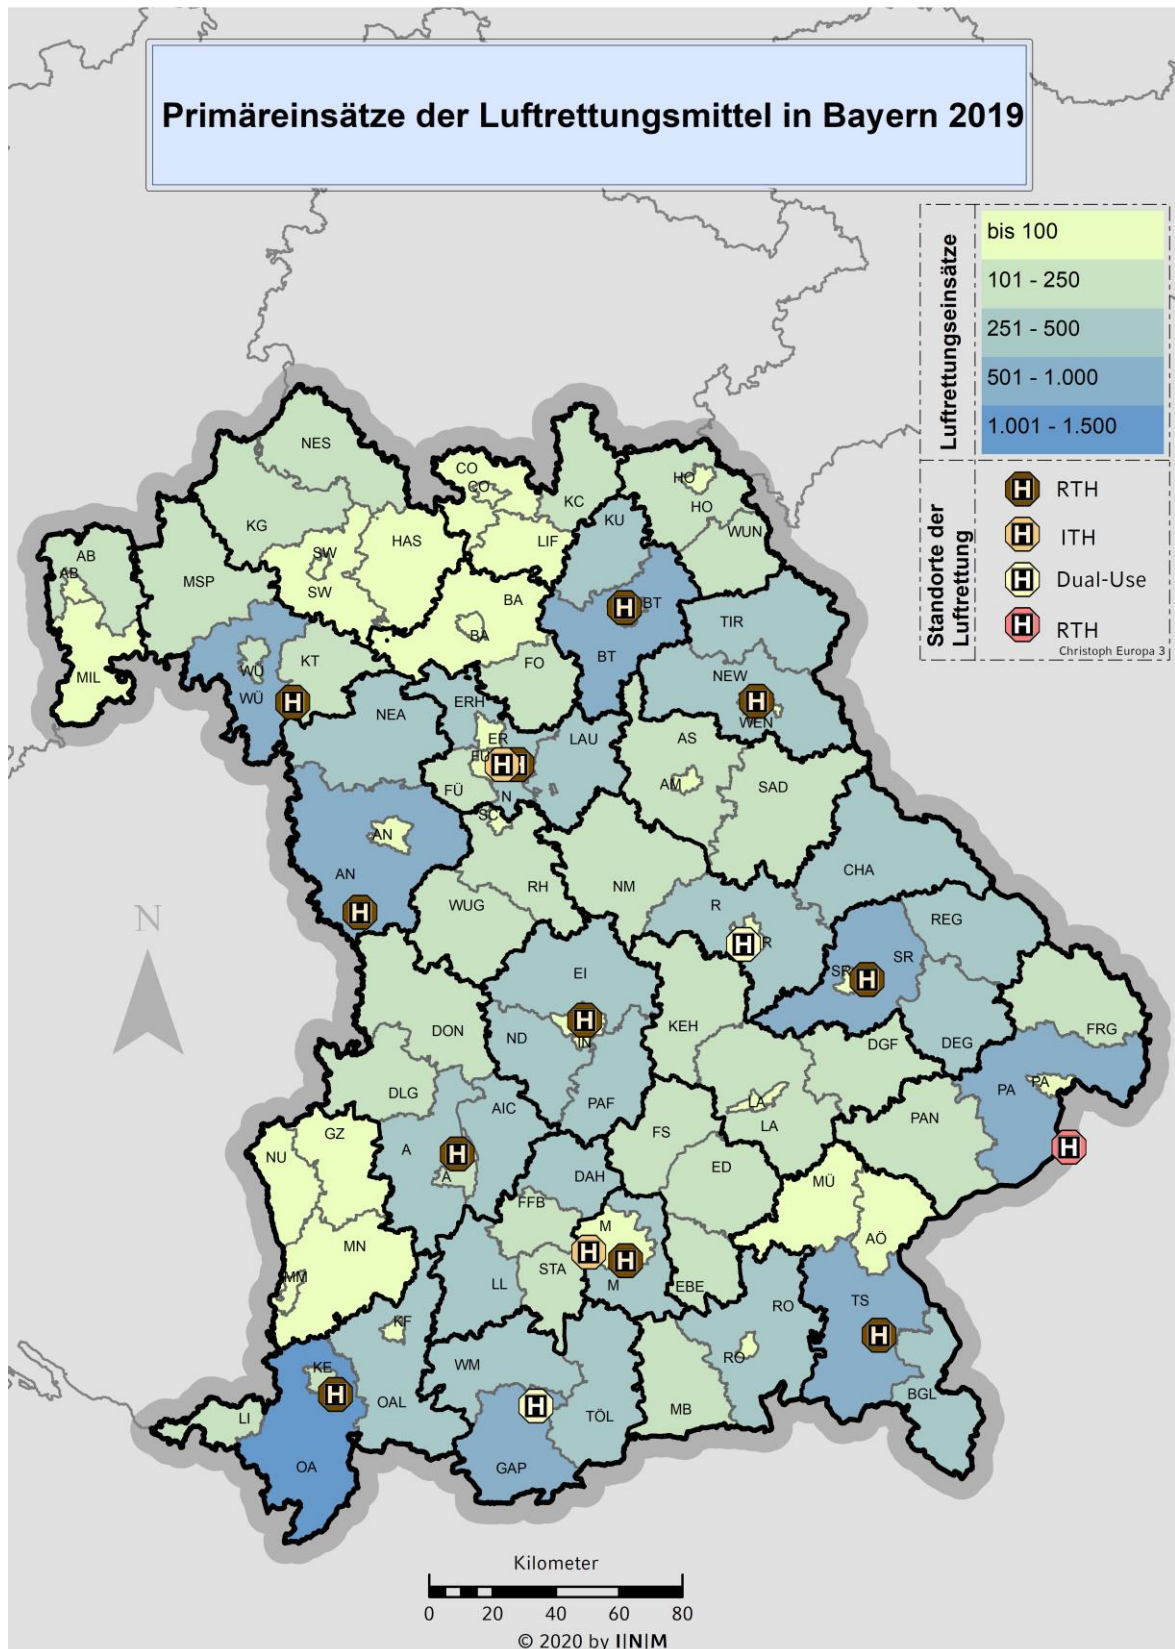 Primäreinsätze der Luftrettungsmittel in Bayern 2019
Luftrettungseinsätze
bis 100
101 - 250
251 - 500
501 - 1.000
1.001 - 1.500
Standorte der
Luftrettung
H RTH
H ITH
H Dual-Use
H RTH
Christoph Europa 3
NES
CO
CO
KC
HO
HO
KG
HAS
KU
WUN
SW
LIF
AB
AB
MSP
SW
BA
H
BT
TIR
BA
KT
FO
BT
MIL
WÜ
WÜ
H
NEW
H
WEN
NEA
ERH
ER
LAU
AS
FÜ
H
H
FÜ
N
AM
SAD
SC
AN
AN
RH
NM
CHA
WUG
R
H
REG
N
H
R
SR
SR
H
EI
H
KEH
DON
ND
IN
DGF
DEG
FRG
DLG
AIC
PAF
LA
LA
PA
PA
GZ
FS
PAN
NU
A
H
A
DAH
ED
H
FFB
M
MÜ
MN
H
H
AÖ
MM
LL
STA
M
EBE
RO
TS
KF
H
KE
H
WM
RO
OAL
H
TÖL
MB
BGL
LI
OA
GAP
Kilometer
0 20 40 60 80
© 2020 by I|N|M